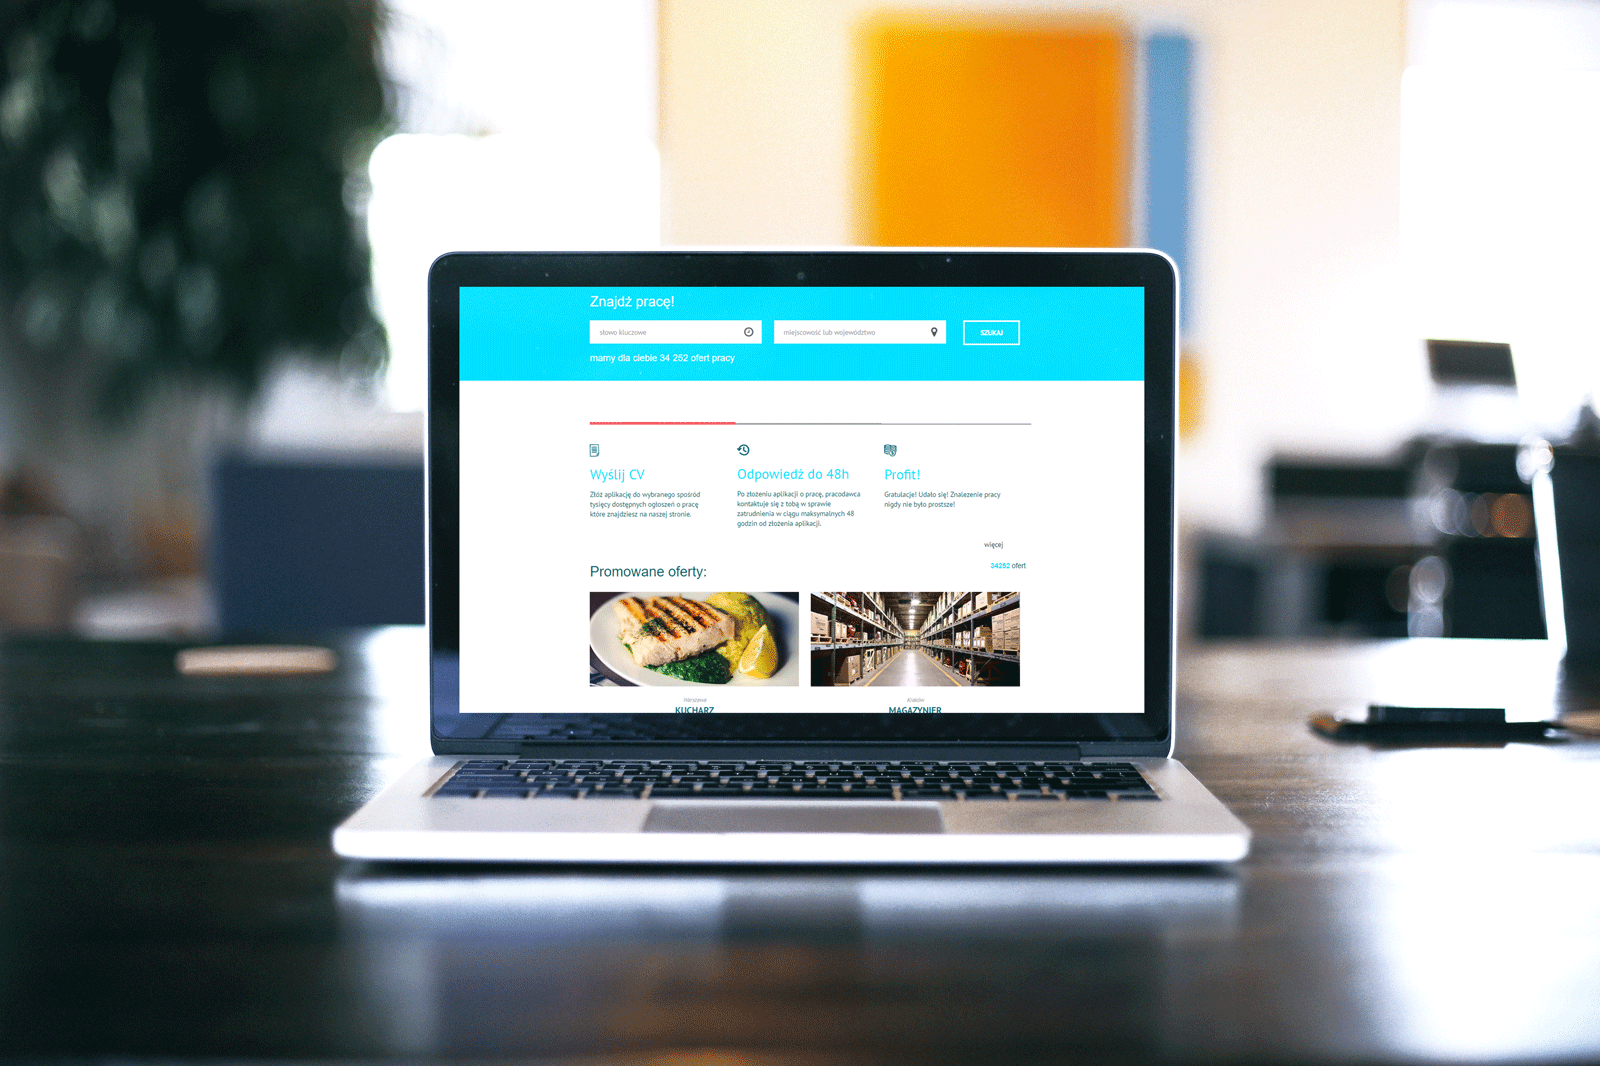 Znajdź pracę!
słowo kluczowe
miejscowość lub województwo
SZUKAJ
mamy dla ciebie 34 252 ofert pracy
Wyślij CV
Złóż aplikację do wybranego spośród
tysięcy dostępnych ogłoszeń o pracę
które znajdziesz na naszej stronie.
Odpowiedź do 48h
Po złożeniu aplikacji o pracę, pracodawca
kontaktuje się z tobą w sprawie
zatrudnienia w ciągu maksymalnych 48
godzin od złożenia aplikacji.
Profit!
Gratulacje! Udało się! Znalezenie pracy
nigdy nie było prostsze!
więcej
34252 ofert
Promowane oferty:
Warszawa
KUCHARZ
Kraków
MAGAZYNIER